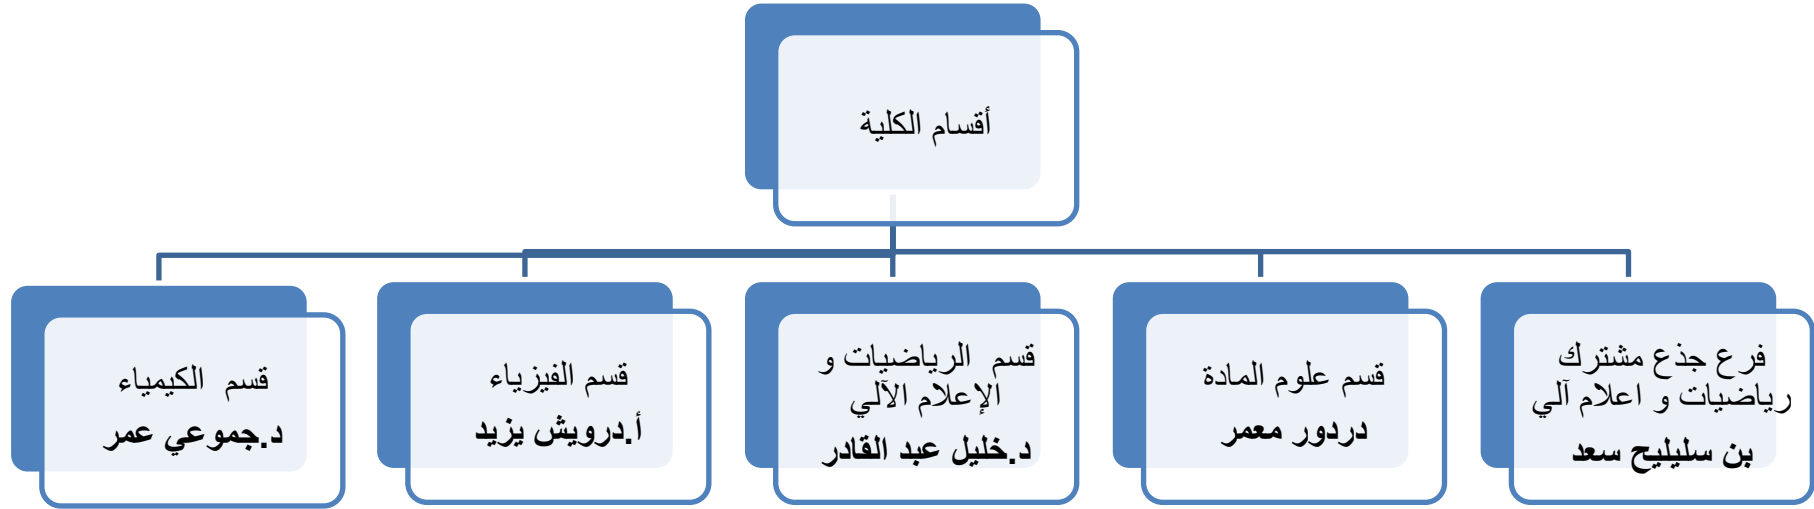 أقسام الكلية
فرع جذع مشترك
رياضيات و اعلام آلي
بن سليليح سعد
قسم علوم المادة
دردور معمر
قسم الرياضيات و
الإعلام الآلي
د.خليل عبد القادر
قسم الفيزياء
أ.درويش يزيد
قسم الكيمياء
د.جموعي عمر